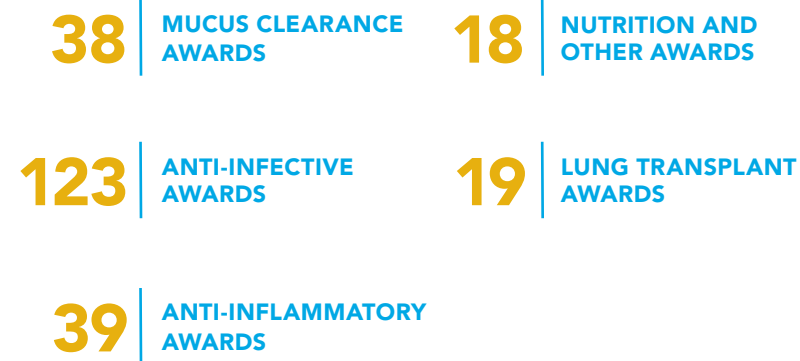 38
MUCUS CLEARANCE
AWARDS
18
NUTRITION AND
OTHER AWARDS
123
ANTI-INFECTIVE
AWARDS
19
LUNG TRANSPLANT
AWARDS
39
ANTI-INFLAMMATORY
AWARDS